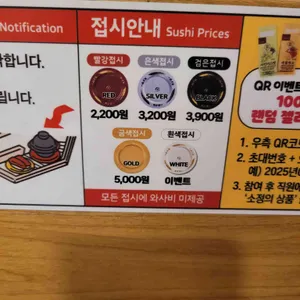 Notification
합니다.
립니다.
접시안내 Sushi Prices
빨강접시 은색접시 검은접시
RED SILVER BLACK
2,200원 3,200원 3,900원
금색접시 흰색접시
GOLD WHITE
5,000원 이벤트
모든 접시에 와사비 미제공
QR 이벤트
100
랜덤 젤리
1. 우측 QR코드
2. 초대번호 +
예) 2025년
3. 참여 후 직원에
'소정의 상품'